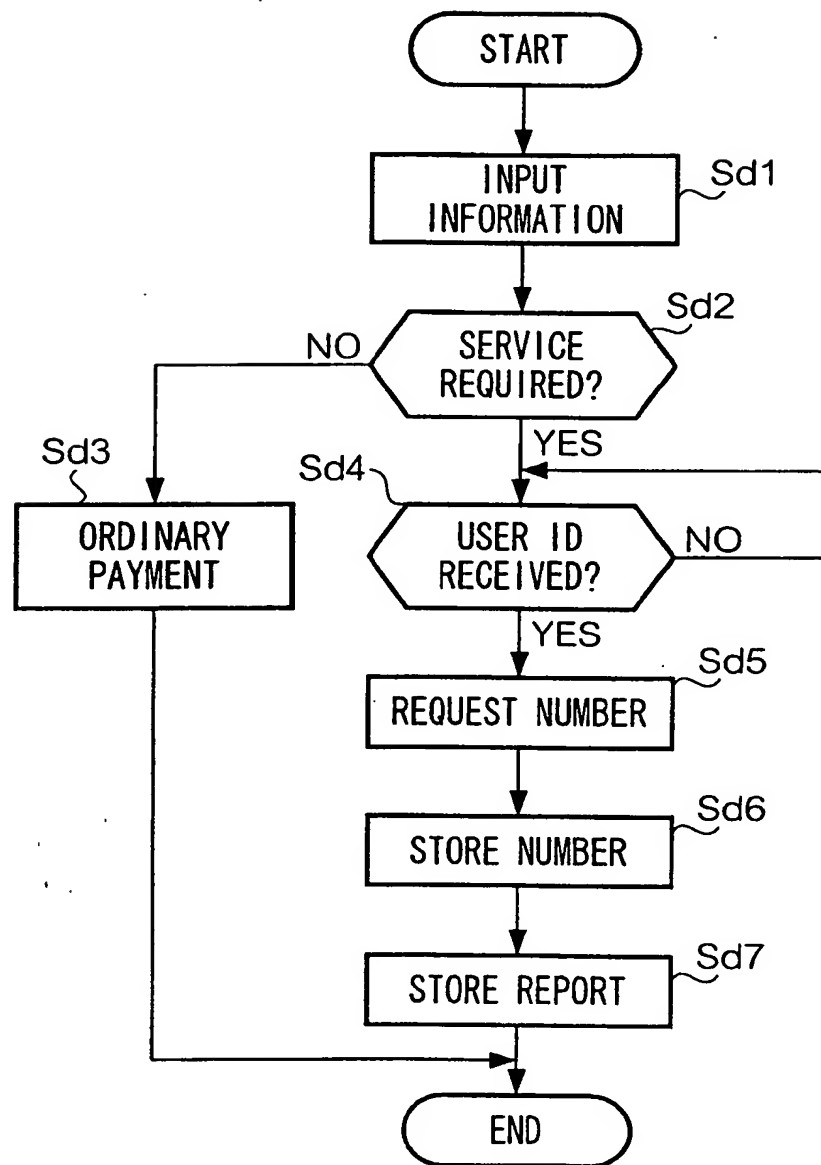 START
INPUT
INFORMATION
Sd1
SERVICE
REQUIRED?
Sd2
NO
YES
Sd3
ORDINARY
PAYMENT
Sd4
USER ID
RECEIVED?
NO
YES
Sd5
REQUEST NUMBER
Sd6
STORE NUMBER
Sd7
STORE REPORT
END